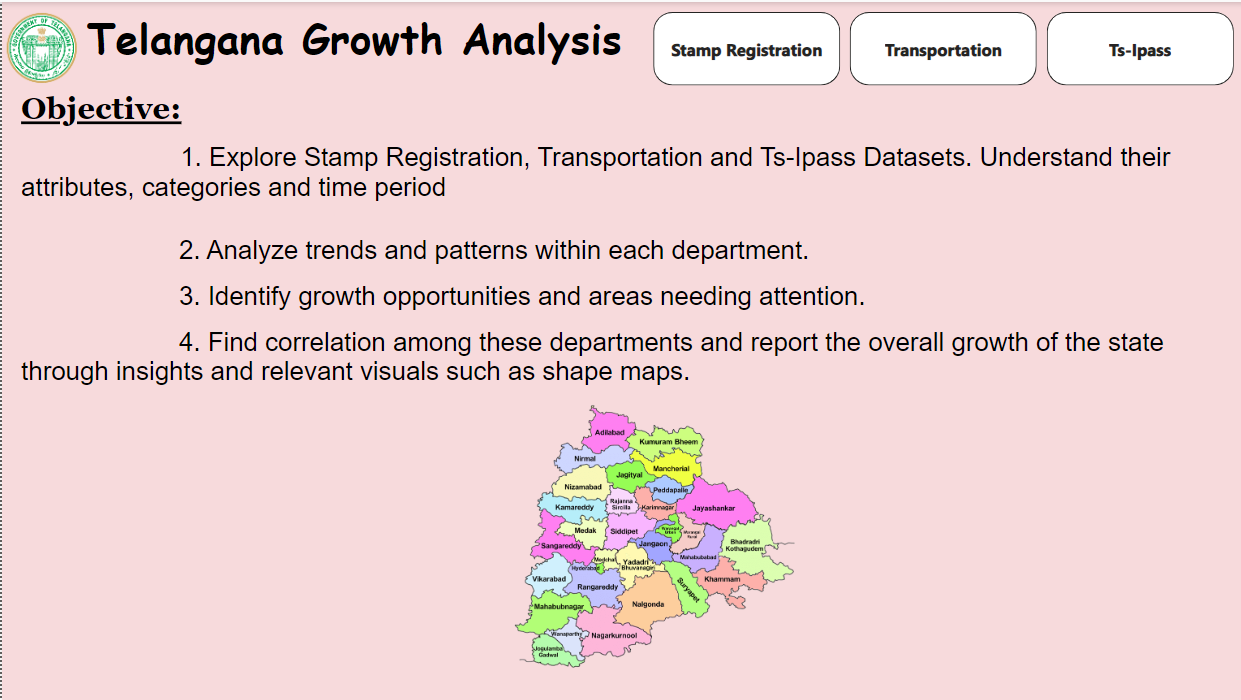 Telangana Growth Analysis
Stamp Registration
Transportation
Ts-Ipass
Objective:
1. Explore Stamp Registration, Transportation and Ts-Ipass Datasets. Understand their
attributes, categories and time period
2. Analyze trends and patterns within each department.
3. Identify growth opportunities and areas needing attention.
4. Find correlation among these departments and report the overall growth of the state
through insights and relevant visuals such as shape maps.
Adilabad
Kumuram Bheem
Nirmal
Mancherial
Jagityal
Nizamabad
Peddapalle
Rajanna
Sircilla
Kamareddy
Karimnagar
Jayashankar
Medak
Siddipet
Warangal
Rural
Jangaon
Bhadradri
Kothagudem
Sangareddy
Mahabubabad
Medchal
Yadadri
Bhuvanagiri
Hyderabad
Vikarabad
Khammam
Rangareddy
Suryapet
Nalgonda
Mahabubnagar
Wanaparthy
Nagarkurnool
Jogulamba
Gadwal